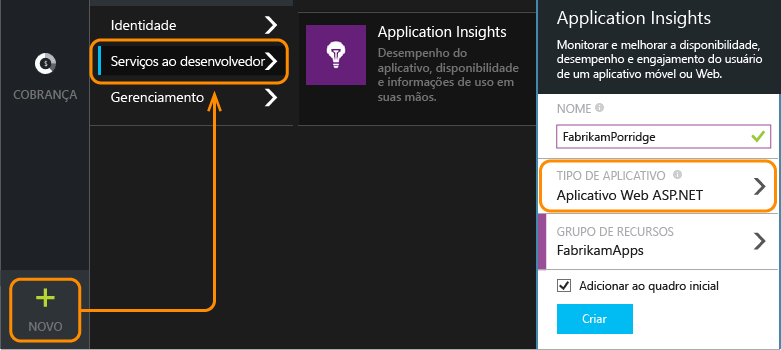 COBRANÇA
NOVO
Identidade
Serviços ao desenvolvedor
Gerenciamento
Application Insights
Desempenho do
aplicativo, disponibilidade
e informações de uso em
suas mãos.
Application Insights
Monitorar e melhorar a disponibilidade,
desempenho e engajamento do usuário
de um aplicativo móvel ou Web.
NOME
FabrikamPorridge
TIPO DE APLICATIVO
Aplicativo Web ASP.NET
GRUPO DE RECURSOS
FabrikamApps
Adicionar ao quadro inicial
Criar